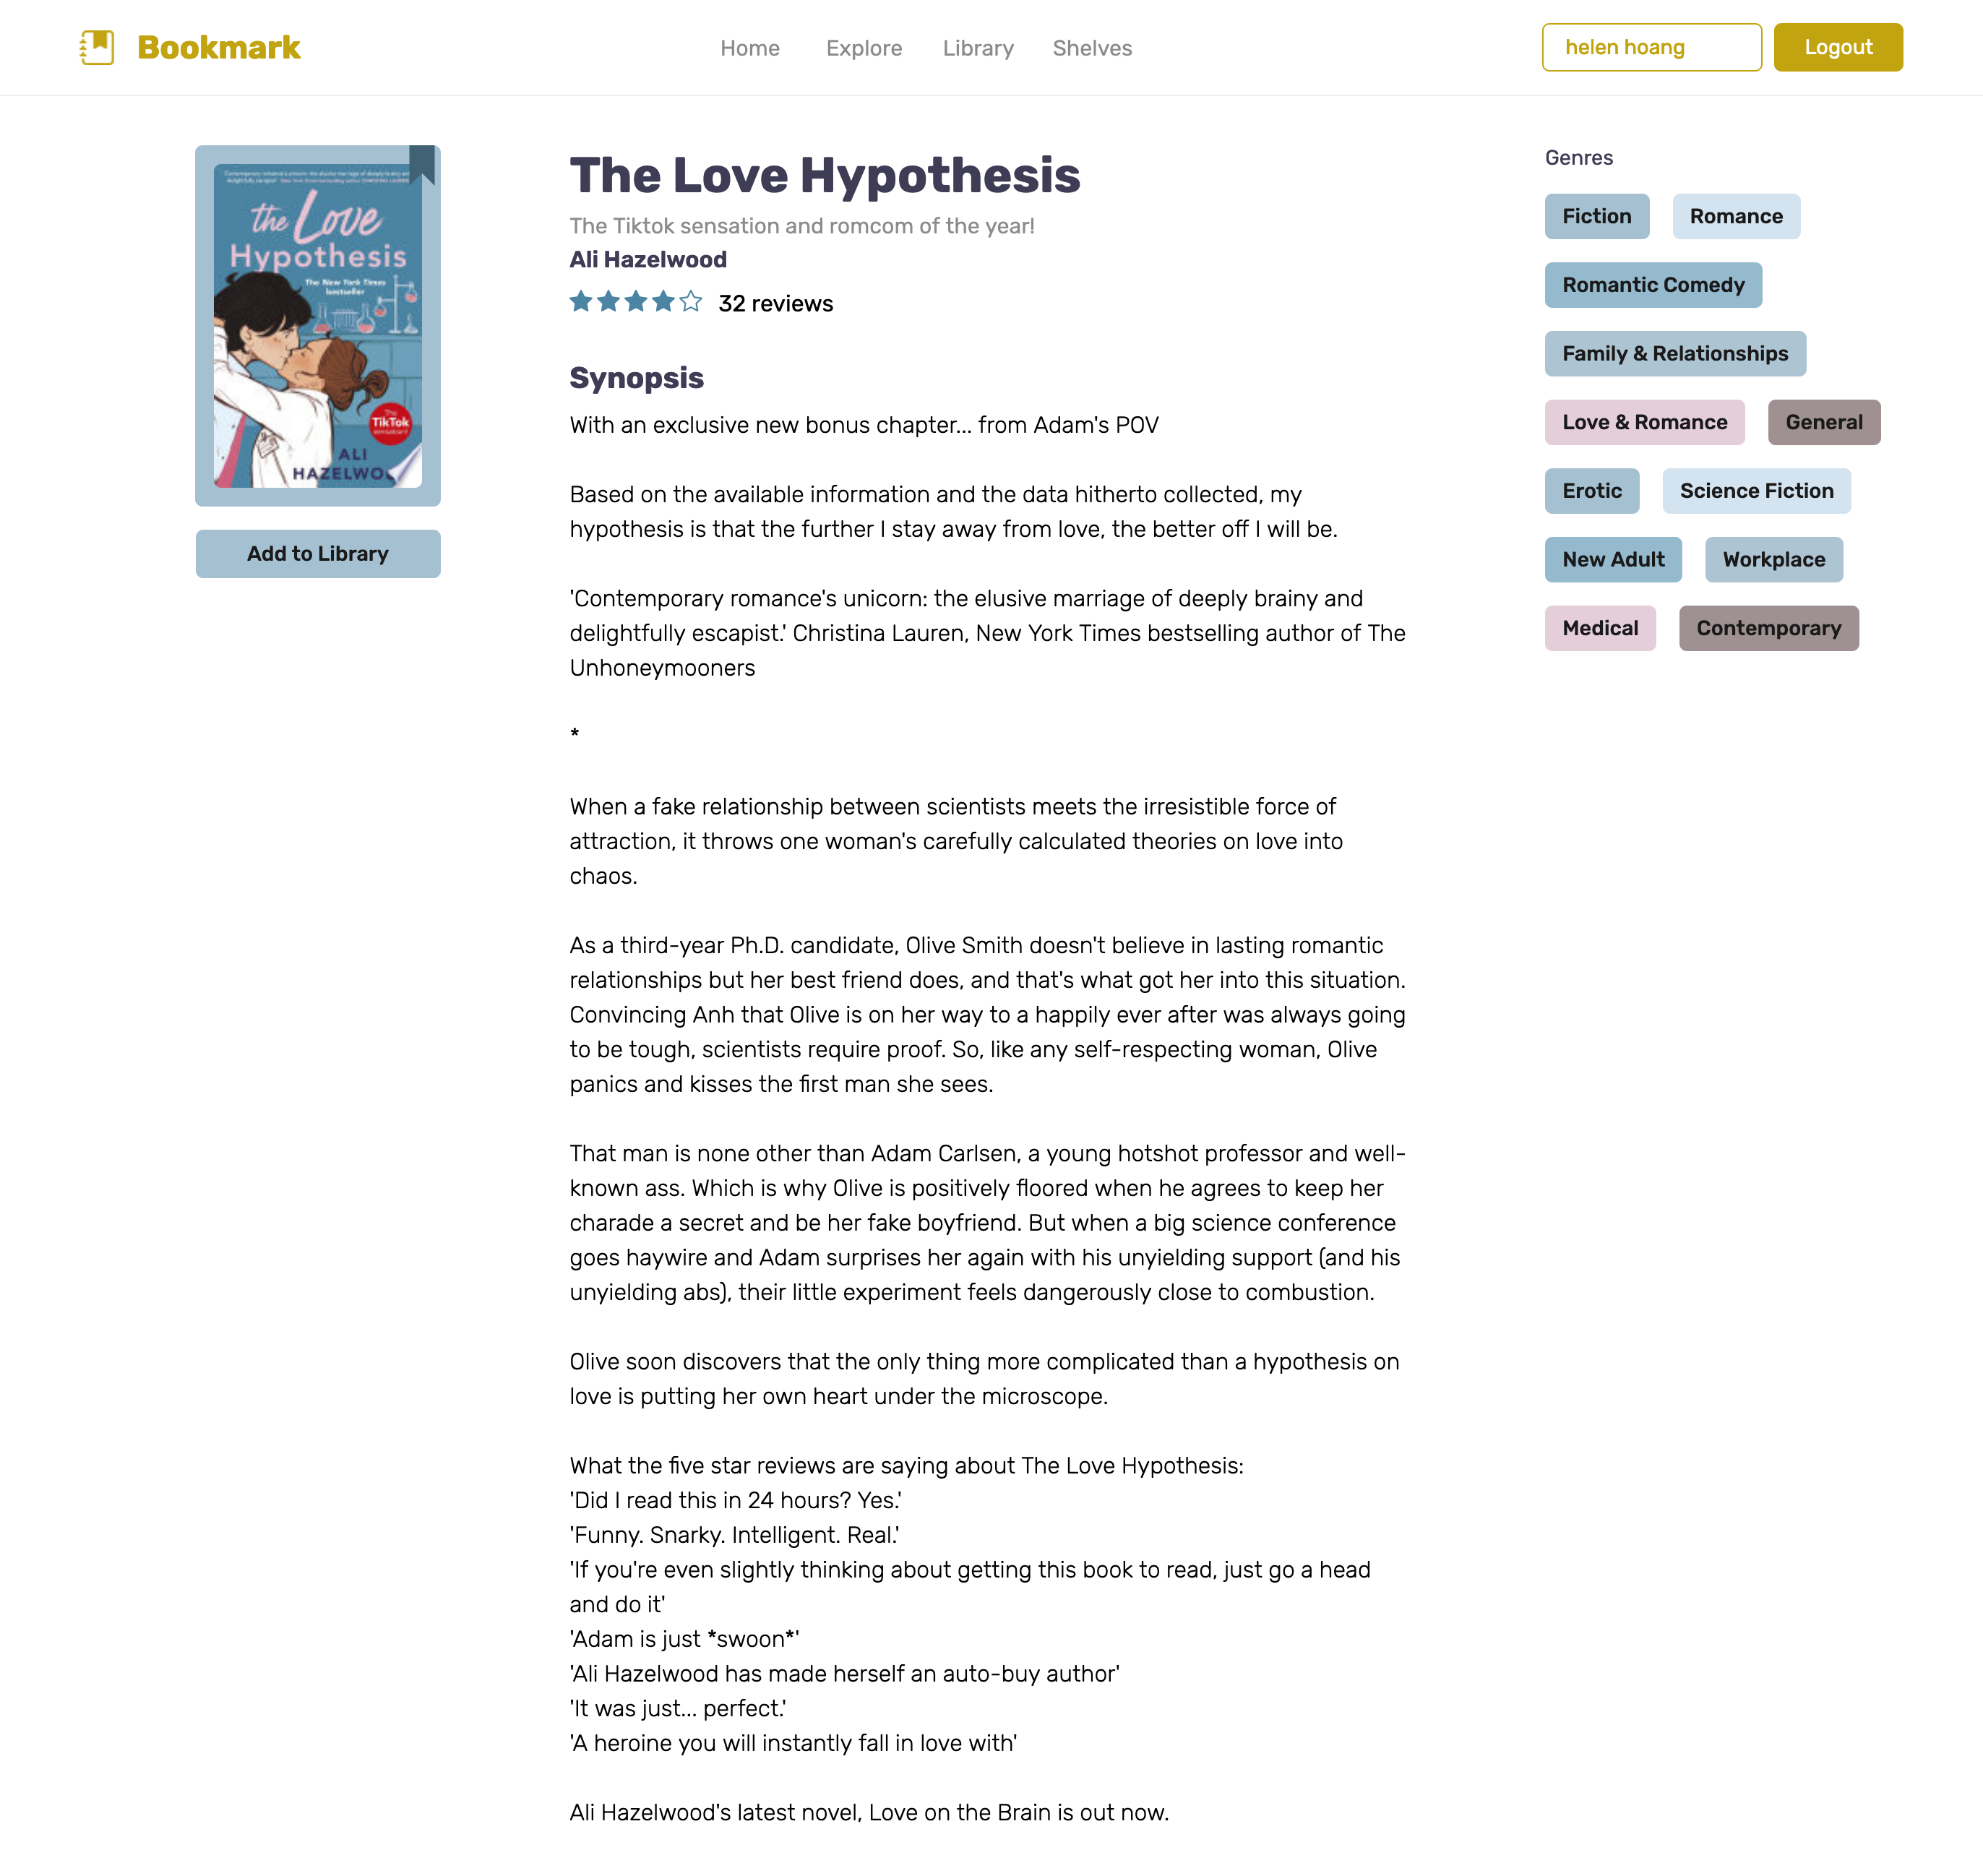 Bookmark
Home Explore Library Shelves
helen hoang
Logout
the Love
Hypothesis
The New York Times
bestseller
The
TikTok
sensation!
ALI
HAZELWO
Add to Library
The Love Hypothesis
The Tiktok sensation and romcom of the year!
Ali Hazelwood
32 reviews
Synopsis
With an exclusive new bonus chapter... from Adam's POV
Based on the available information and the data hitherto collected, my
hypothesis is that the further I stay away from love, the better off I will be.
'Contemporary romance's unicorn: the elusive marriage of deeply brainy and
delightfully escapist.' Christina Lauren, New York Times bestselling author of The
Unhoneymooners
*
When a fake relationship between scientists meets the irresistible force of
attraction, it throws one woman's carefully calculated theories on love into
chaos.
As a third-year Ph.D. candidate, Olive Smith doesn't believe in lasting romantic
relationships but her best friend does, and that's what got her into this situation.
Convincing Anh that Olive is on her way to a happily ever after was always going
to be tough, scientists require proof. So, like any self-respecting woman, Olive
panics and kisses the first man she sees.
That man is none other than Adam Carlsen, a young hotshot professor and well-
known ass. Which is why Olive is positively floored when he agrees to keep her
charade a secret and be her fake boyfriend. But when a big science conference
goes haywire and Adam surprises her again with his unyielding support (and his
unyielding abs), their little experiment feels dangerously close to combustion.
Olive soon discovers that the only thing more complicated than a hypothesis on
love is putting her own heart under the microscope.
What the five star reviews are saying about The Love Hypothesis:
'Did I read this in 24 hours? Yes.'
'Funny. Snarky. Intelligent. Real.'
'If you're even slightly thinking about getting this book to read, just go a head
and do it'
'Adam is just *swoon*'
'Ali Hazelwood has made herself an auto-buy author'
'It was just... perfect.'
'A heroine you will instantly fall in love with'
Ali Hazelwood's latest novel, Love on the Brain is out now.
Genres
Fiction Romance
Romantic Comedy
Family & Relationships
Love & Romance General
Erotic Science Fiction
New Adult Workplace
Medical Contemporary